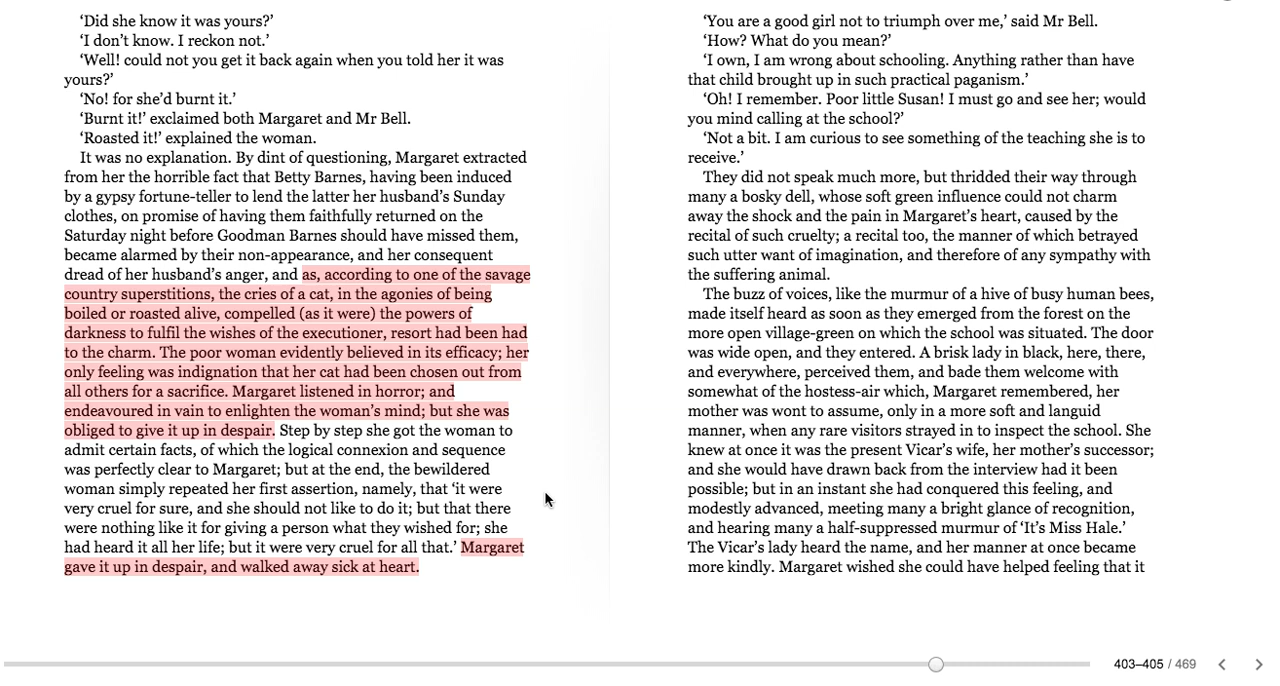 ‘Did she know it was yours?’
‘I don’t know. I reckon not.’
‘Well! could not you get it back again when you told her it was
yours?’
‘No! for she’d burnt it.’
‘Burnt it!’ exclaimed both Margaret and Mr Bell.
‘Roasted it!’ explained the woman.
It was no explanation. By dint of questioning, Margaret extracted
from her the horrible fact that Betty Barnes, having been induced
by a gypsy fortune-teller to lend the latter her husband’s Sunday
clothes, on promise of having them faithfully returned on the
Saturday night before Goodman Barnes should have missed them,
became alarmed by their non-appearance, and her consequent
dread of her husband’s anger, and as, according to one of the savage
country superstitions, the cries of a cat, in the agonies of being
boiled or roasted alive, compelled (as it were) the powers of
darkness to fulfil the wishes of the executioner, resort had been had
to the charm. The poor woman evidently believed in its efficacy; her
only feeling was indignation that her cat had been chosen out from
all others for a sacrifice. Margaret listened in horror; and
endeavoured in vain to enlighten the woman’s mind; but she was
obliged to give it up in despair. Step by step she got the woman to
admit certain facts, of which the logical connexion and sequence
was perfectly clear to Margaret; but at the end, the bewildered
woman simply repeated her first assertion, namely, that ‘it were
very cruel for sure, and she should not like to do it; but that there
were nothing like it for giving a person what they wished for; she
had heard it all her life; but it were very cruel for all that.’ Margaret
gave it up in despair, and walked away sick at heart.
‘You are a good girl not to triumph over me,’ said Mr Bell.
‘How? What do you mean?’
‘I own, I am wrong about schooling. Anything rather than have
that child brought up in such practical paganism.’
‘Oh! I remember. Poor little Susan! I must go and see her; would
you mind calling at the school?’
‘Not a bit. I am curious to see something of the teaching she is to
receive.’
They did not speak much more, but thridded their way through
many a bosky dell, whose soft green influence could not charm
away the shock and the pain in Margaret’s heart, caused by the
recital of such cruelty; a recital too, the manner of which betrayed
such utter want of imagination, and therefore of any sympathy with
the suffering animal.
The buzz of voices, like the murmur of a hive of busy human bees,
made itself heard as soon as they emerged from the forest on the
more open village-green on which the school was situated. The door
was wide open, and they entered. A brisk lady in black, here, there,
and everywhere, perceived them, and bade them welcome with
somewhat of the hostess-air which, Margaret remembered, her
mother was wont to assume, only in a more soft and languid
manner, when any rare visitors strayed in to inspect the school. She
knew at once it was the present Vicar’s wife, her mother’s successor;
and she would have drawn back from the interview had it been
possible; but in an instant she had conquered this feeling, and
modestly advanced, meeting many a bright glance of recognition,
and hearing many a half-suppressed murmur of ‘It’s Miss Hale.’
The Vicar’s lady heard the name, and her manner at once became
more kindly. Margaret wished she could have helped feeling that it
403–405 / 469